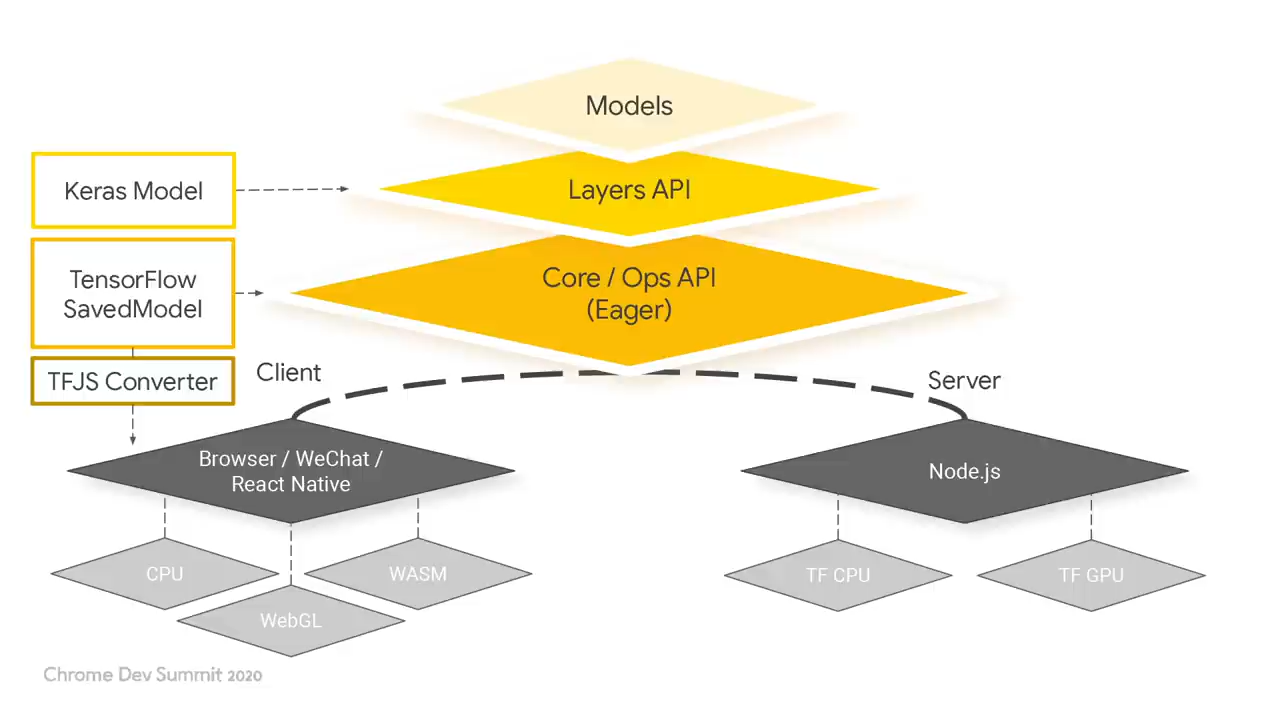 Models
Keras Model
Layers API
TensorFlow
SavedModel
Core / Ops API
(Eager)
TFJS Converter
Client
Server
Browser / WeChat /
React Native
Node.js
CPU
WebGL
WASM
TF CPU
TF GPU
Chrome Dev Summit 2020